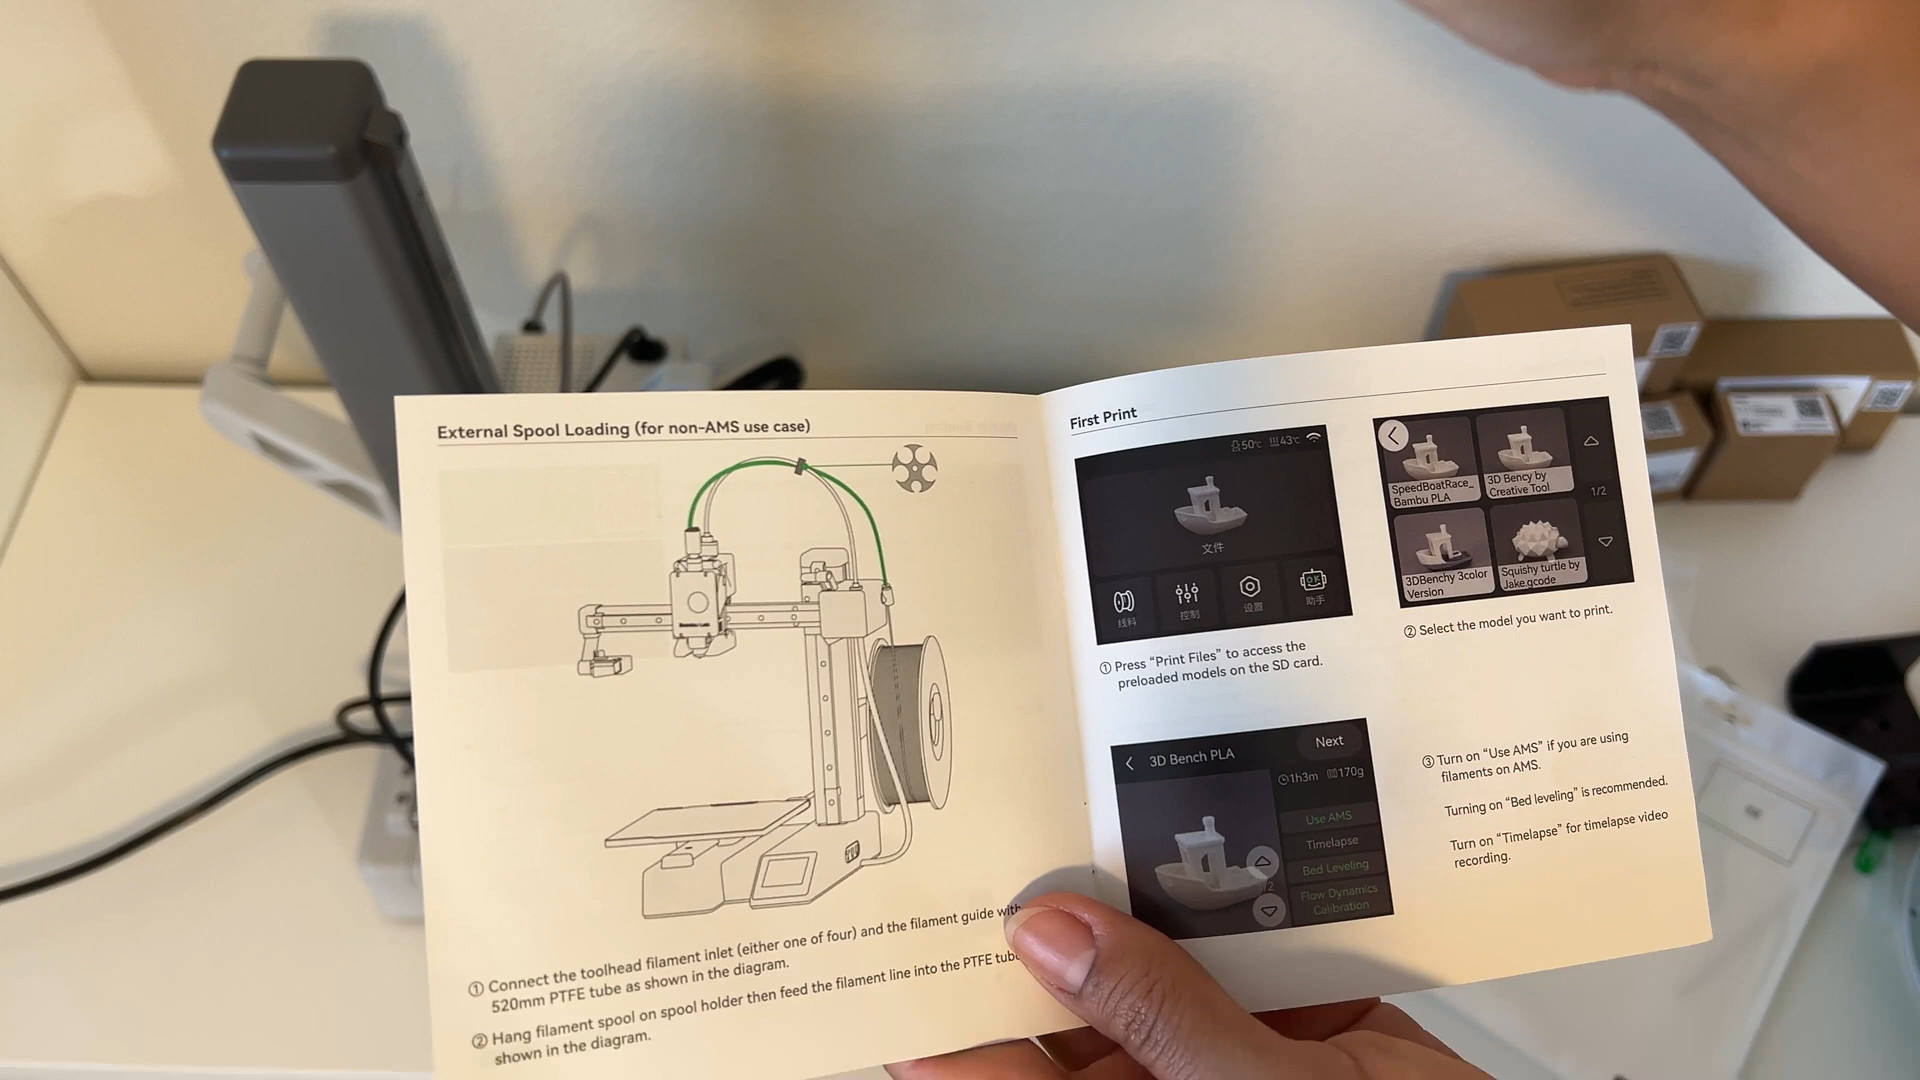 External Spool Loading (for non-AMS use case)
① Connect the toolhead filament inlet (either one of four) and the filament guide with
520mm PTFE tube as shown in the diagram.
② Hang filament spool on spool holder then feed the filament line into the PTFE tube
shown in the diagram.
First Print
50℃ 43℃
文件
线料 控制 设置 助手
① Press “Print Files” to access the
preloaded models on the SD card.
SpeedBoatRace_
Bambu PLA
3D Bency by
Creative Tool
1/2
3DBenchy 3color
Version
Squishy turtle by
Jake.gcode
② Select the model you want to print.
3D Bench PLA
Next
1h3m 170g
Use AMS
Timelapse
Bed Leveling
Flow Dynamics
Calibration
③ Turn on “Use AMS” if you are using
filaments on AMS.
Turning on “Bed leveling” is recommended.
Turn on “Timelapse” for timelapse video
recording.